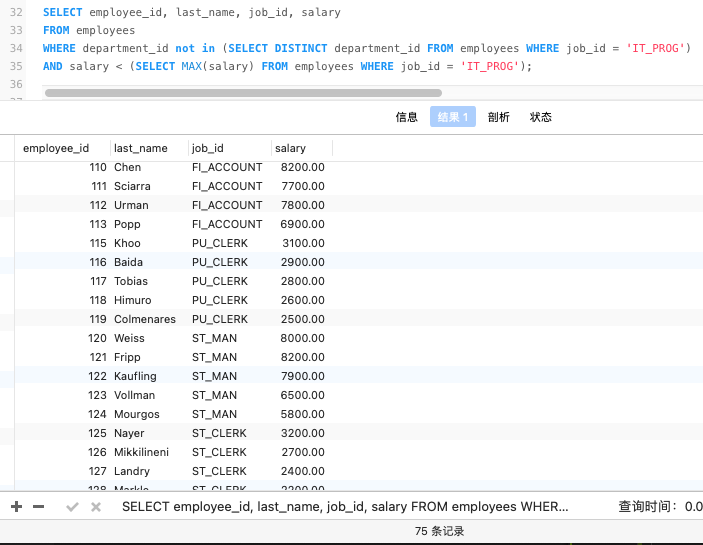 32 SELECT employee_id, last_name, job_id, salary
33 FROM employees
34 WHERE department_id not in (SELECT DISTINCT department_id FROM employees WHERE job_id = 'IT_PROG')
35 AND salary < (SELECT MAX(salary) FROM employees WHERE job_id = 'IT_PROG');
36
信息 结果 1 剖析 状态
employee_id last_name job_id salary
110 Chen FI_ACCOUNT 8200.00
111 Sciarra FI_ACCOUNT 7700.00
112 Urman FI_ACCOUNT 7800.00
113 Popp FI_ACCOUNT 6900.00
115 Khoo PU_CLERK 3100.00
116 Baida PU_CLERK 2900.00
117 Tobias PU_CLERK 2800.00
118 Himuro PU_CLERK 2600.00
119 Colmenares PU_CLERK 2500.00
120 Weiss ST_MAN 8000.00
121 Fripp ST_MAN 8200.00
122 Kaufling ST_MAN 7900.00
123 Vollman ST_MAN 6500.00
124 Mourgos ST_MAN 5800.00
125 Nayer ST_CLERK 3200.00
126 Mikkilineni ST_CLERK 2700.00
127 Landry ST_CLERK 2400.00
SELECT employee_id, last_name, job_id, salary FROM employees WHER... 查询时间：0.0
75 条记录